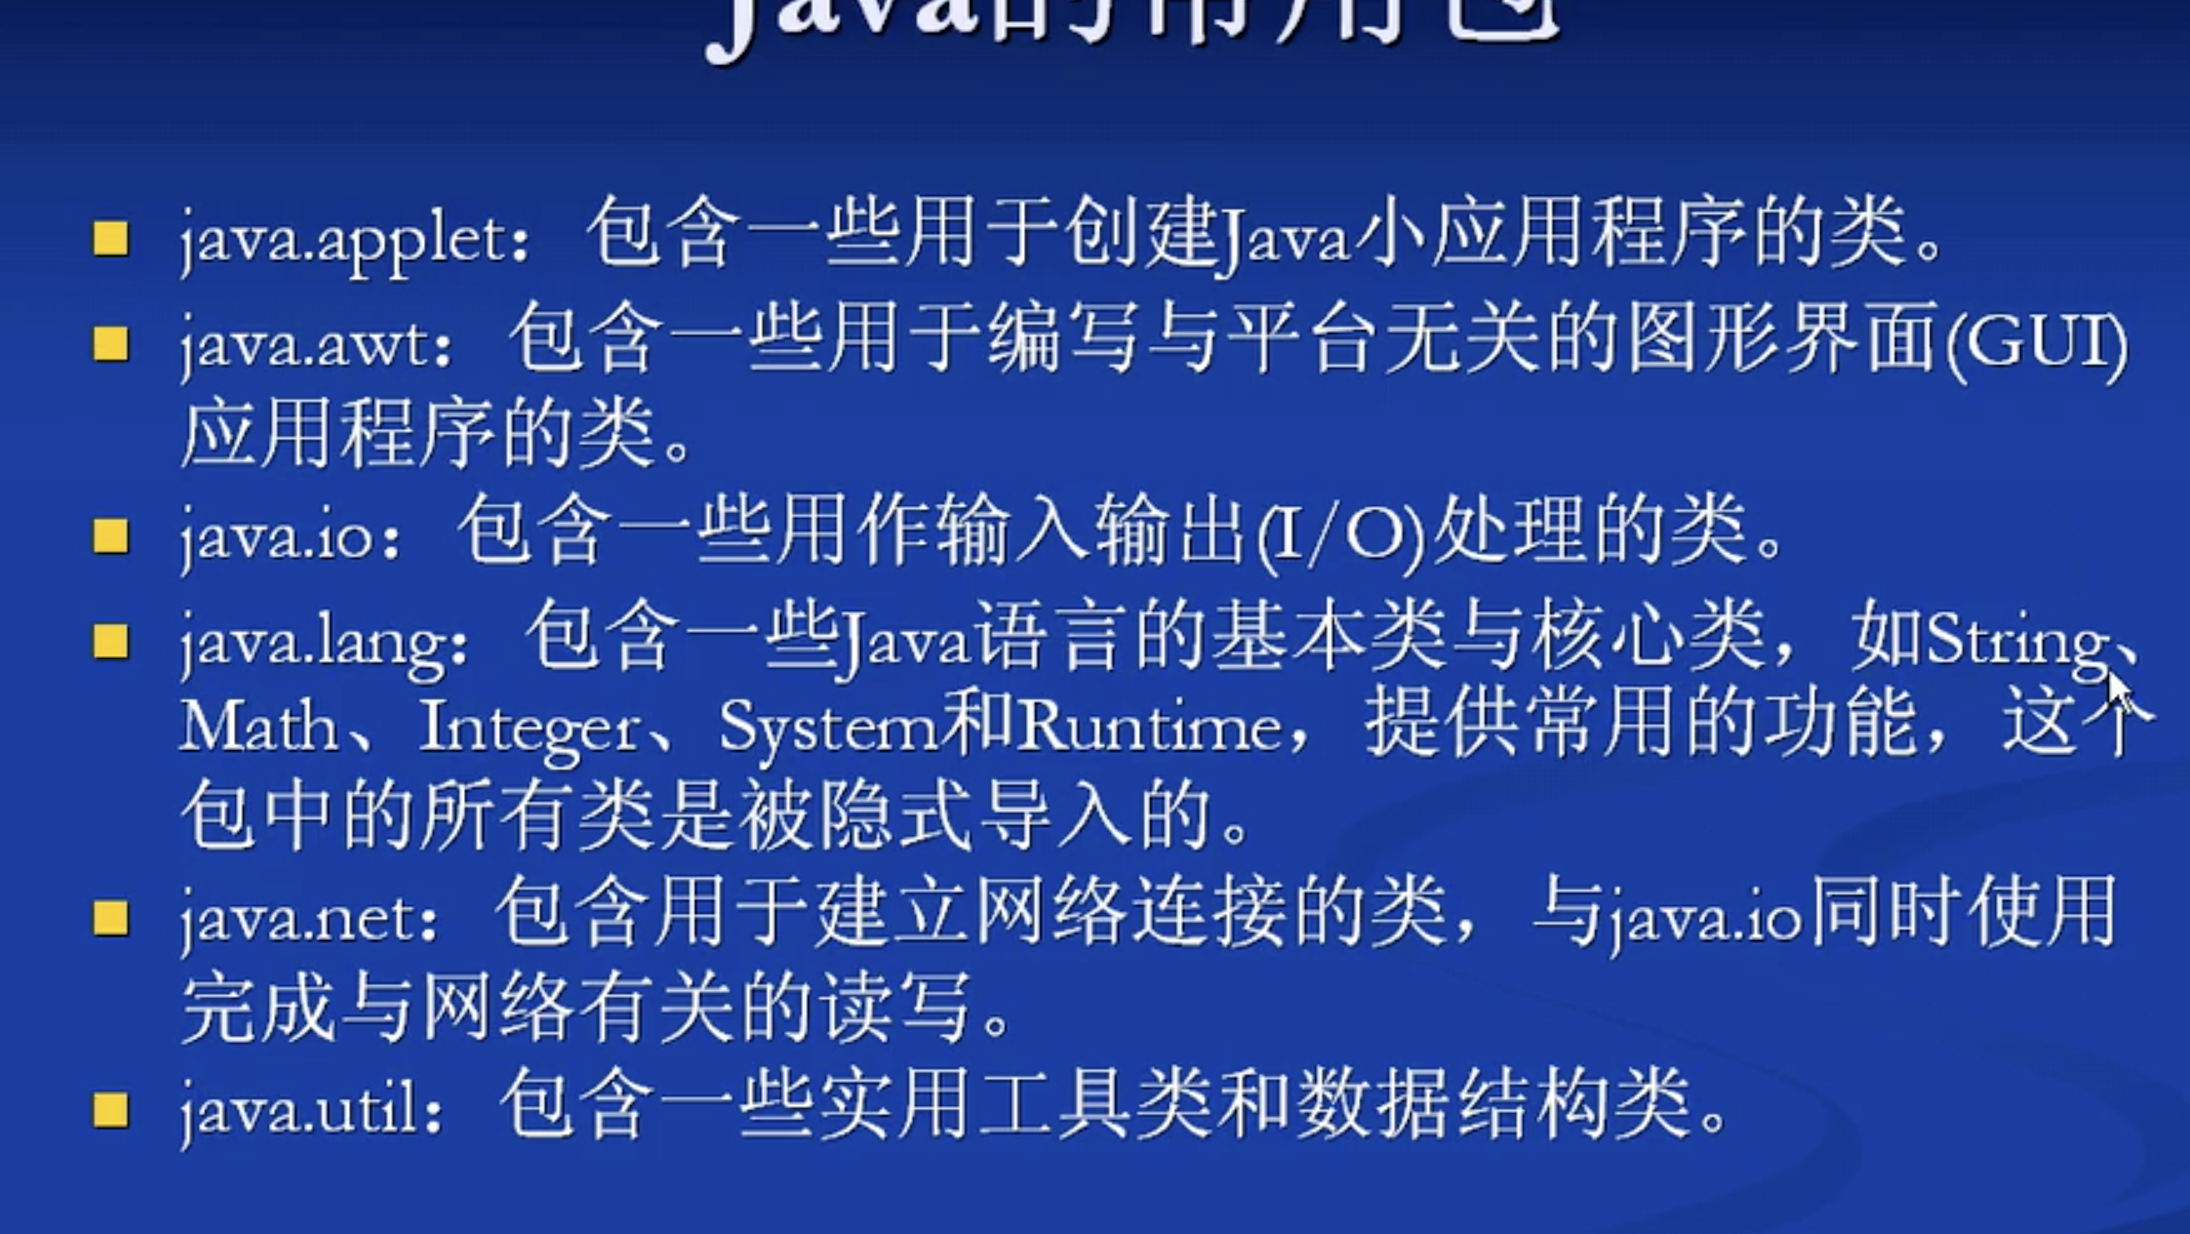 Java的常用包
java.applet：包含一些用于创建Java小应用程序的类。
java.awt：包含一些用于编写与平台无关的图形界面(GUI)
应用程序的类。
java.io：包含一些用作输入输出(I/O)处理的类。
java.lang：包含一些Java语言的基本类与核心类，如String、
Math、Integer、System和Runtime，提供常用的功能，这个
包中的所有类是被隐式导入的。
java.net：包含用于建立网络连接的类，与java.io同时使用
完成与网络有关的读写。
java.util：包含一些实用工具类和数据结构类。